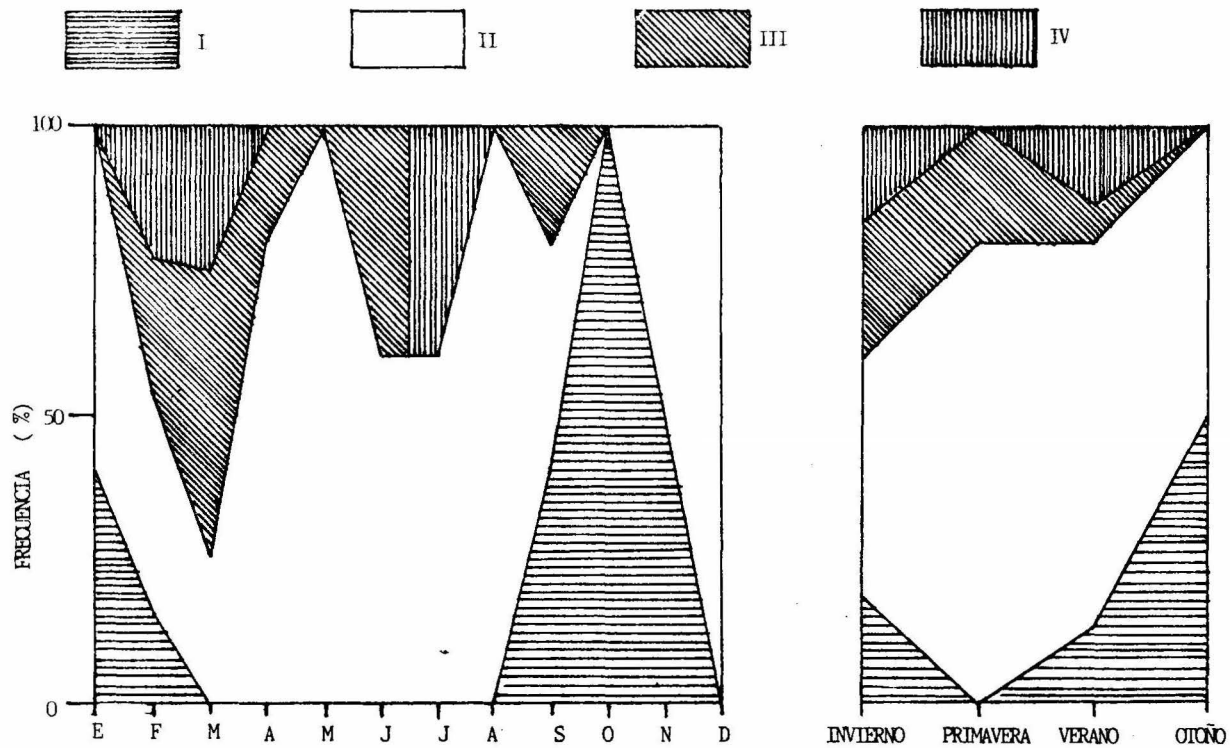 I II III IV
100
50
0
FRECUENCIA (%)
E F M A M J J A S O N D
INVIERNO PRIMAVERA VERANO OTOÑO